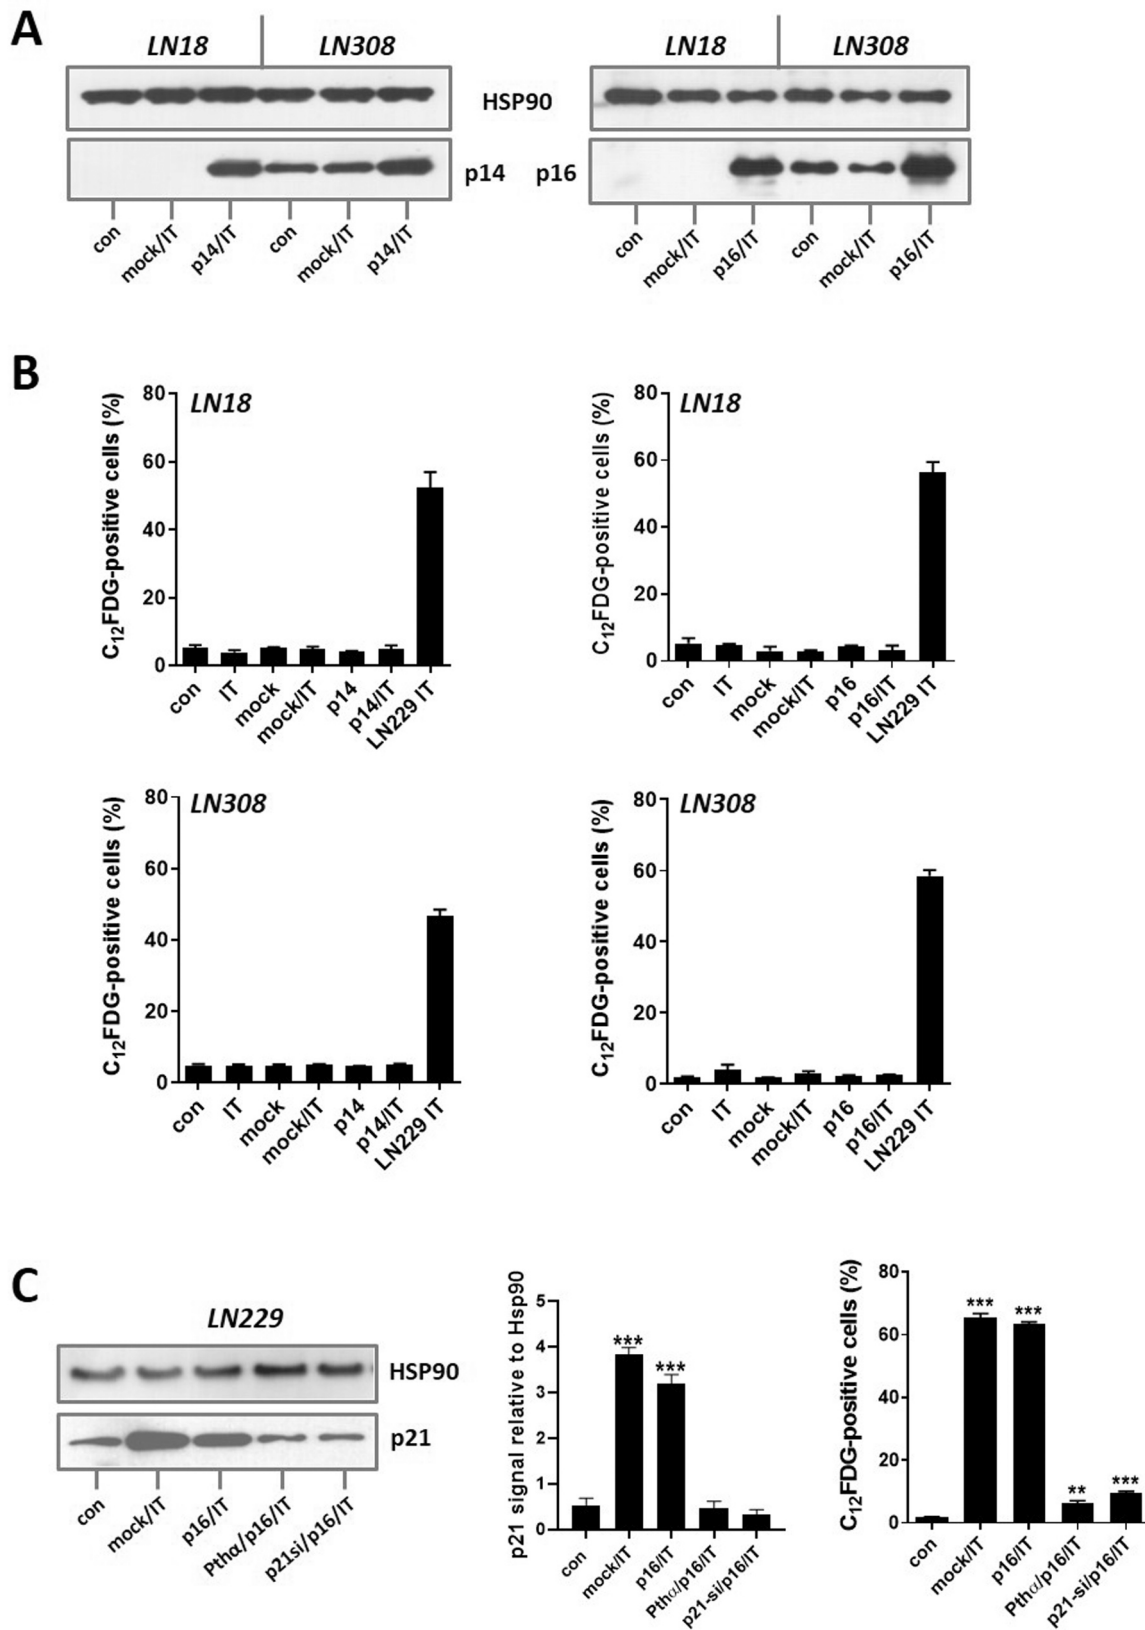 A
LN18 LN308
HSP90
p14
con mock/IT p14/IT con mock/IT p14/IT
LN18 LN308
p16
con mock/IT p16/IT con mock/IT p16/IT
B
LN18
C12FDG-positive cells (%)
80
60
40
20
0
con IT mock mock/IT p14 p14/IT LN229 IT
LN18
C12FDG-positive cells (%)
80
60
40
20
0
con IT mock mock/IT p16 p16/IT LN229 IT
LN308
C12FDG-positive cells (%)
80
60
40
20
0
con IT mock mock/IT p14 p14/IT LN229 IT
LN308
C12FDG-positive cells (%)
80
60
40
20
0
con IT mock mock/IT p16 p16/IT LN229 IT
C
LN229
HSP90
p21
con mock/IT p16/IT Pthα/p16/IT p21si/p16/IT
p21 signal relative to Hsp90
5
4
3
2
1
0
*** ***
con mock/IT p16/IT Pthα/p16/IT p21-si/p16/IT
C12FDG-positive cells (%)
80
60
40
20
0
*** *** ** ***
con mock/IT p16/IT Pthα/p16/IT p21-si/p16/IT